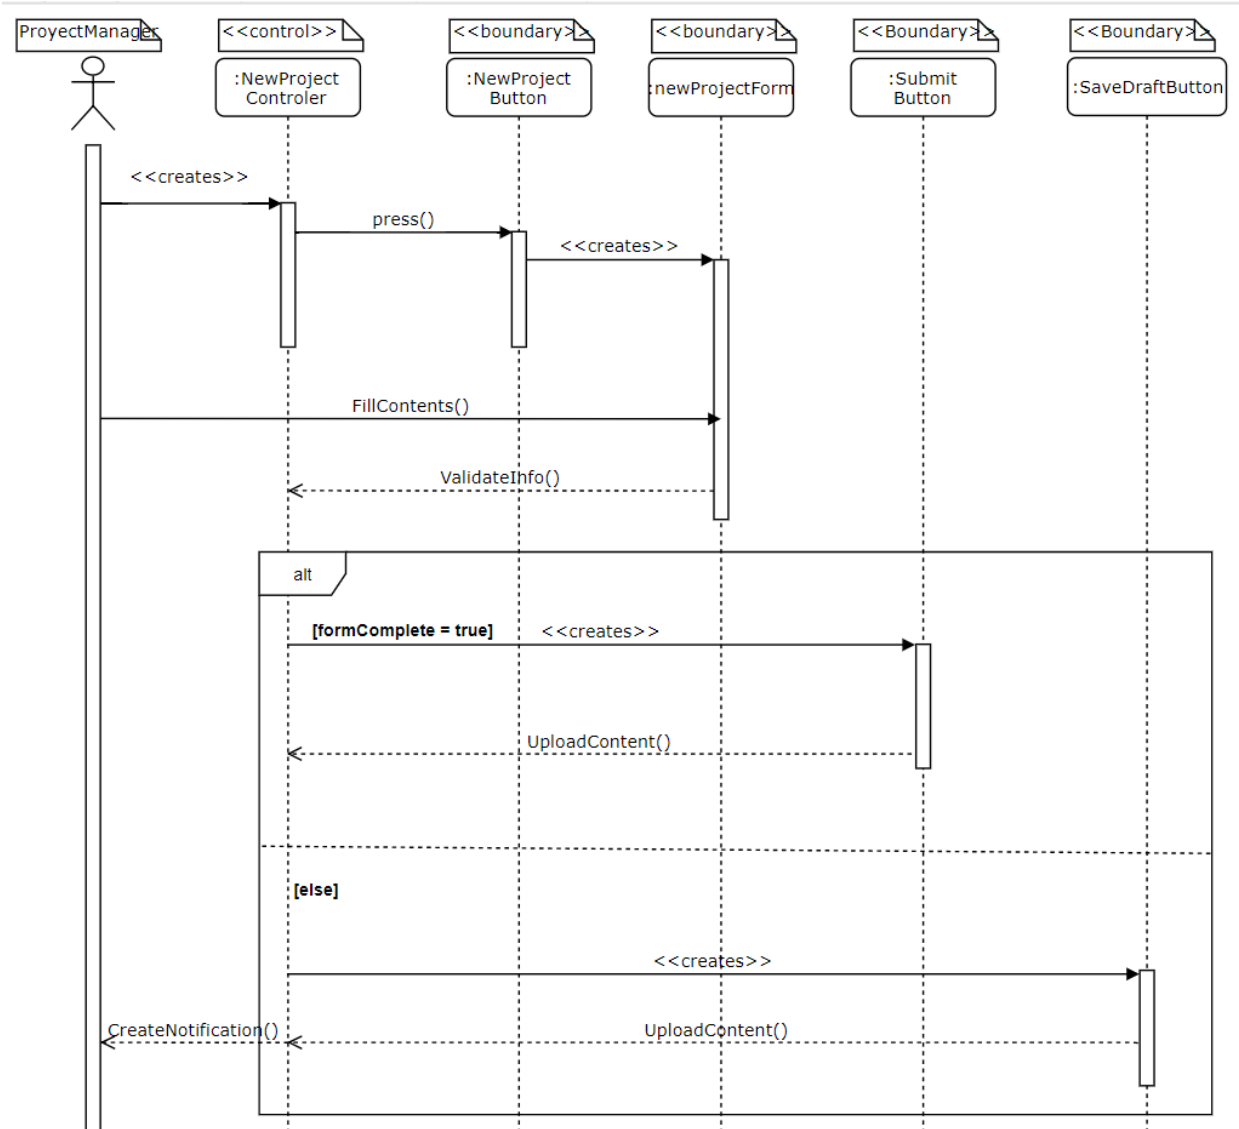 ProyectManager
<<control>>
<<boundary>>
<<boundary>>
<<Boundary>>
<<Boundary>>
:NewProject
Controler
:NewProject
Button
:newProjectForm
:Submit
Button
:SaveDraftButton
<<creates>>
press()
<<creates>>
FillContents()
ValidateInfo()
alt
[formComplete = true]
<<creates>>
UploadContent()
[else]
<<creates>>
CreateNotification()
UploadContent()